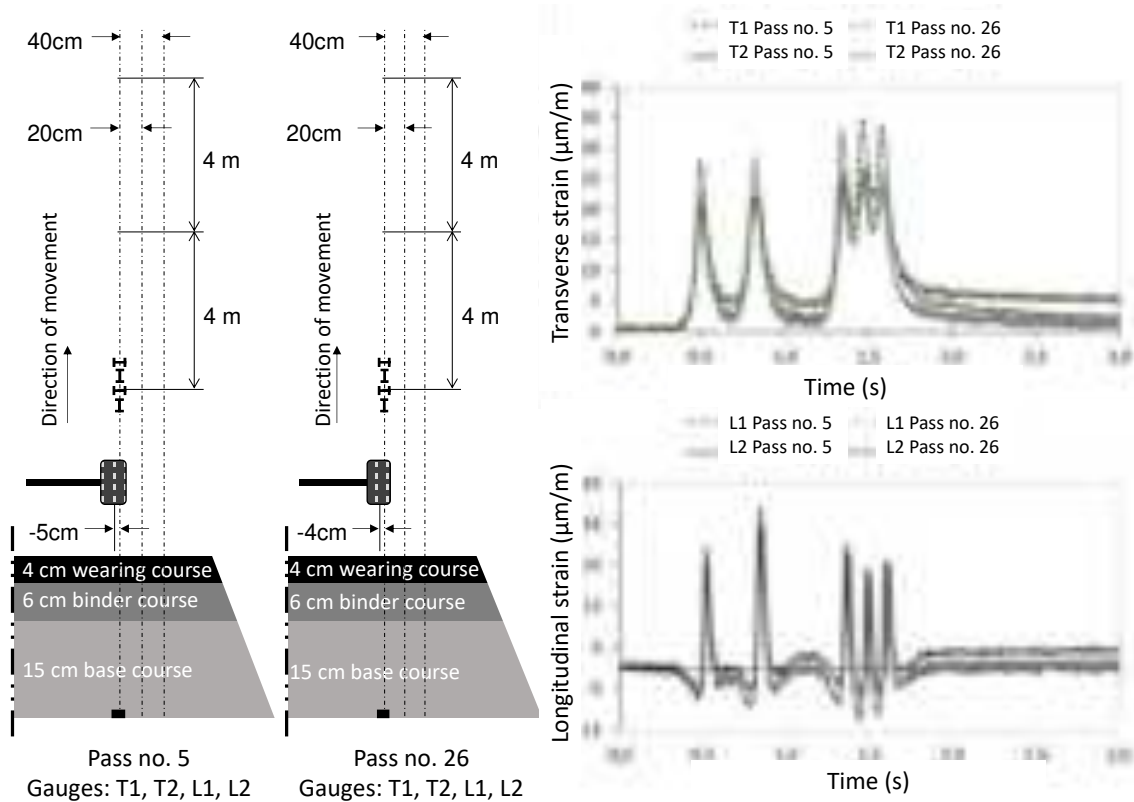 40cm
20cm
4 m
4 m
Direction of movement
-5cm
4 cm wearing course
6 cm binder course
15 cm base course
Pass no. 5
Gauges: T1, T2, L1, L2
40cm
20cm
4 m
4 m
Direction of movement
-4cm
4 cm wearing course
6 cm binder course
15 cm base course
Pass no. 26
Gauges: T1, T2, L1, L2
T1 Pass no. 5 T1 Pass no. 26
T2 Pass no. 5 T2 Pass no. 26
Transverse strain (µm/m)
Time (s)
L1 Pass no. 5 L1 Pass no. 26
L2 Pass no. 5 L2 Pass no. 26
Longitudinal strain (µm/m)
Time (s)